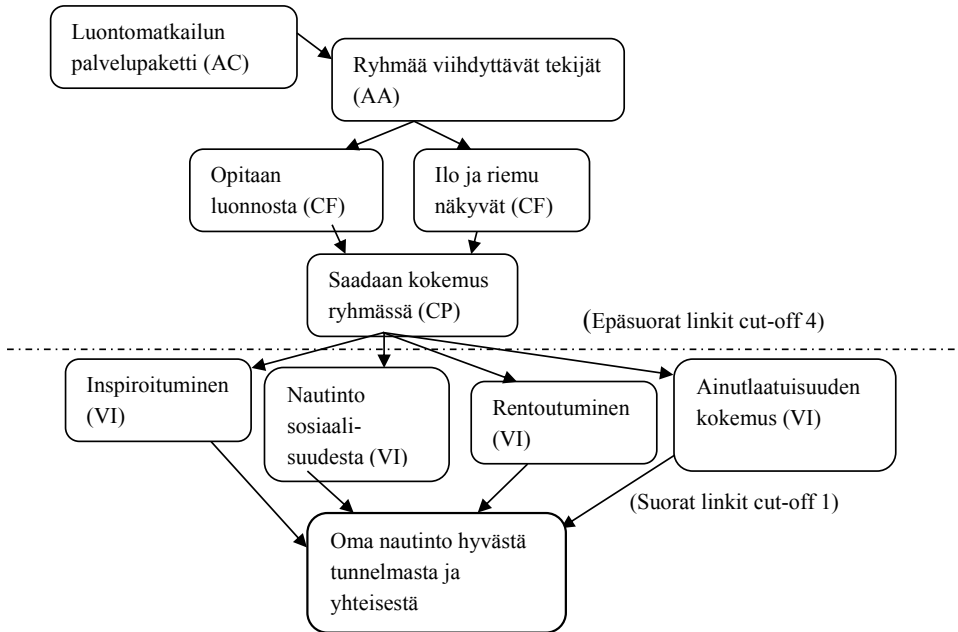 Luontomatkailun
palvelupaketti (AC)
Ryhmää viihdyttävät tekijät
(AA)
Opitaan
luonnosta (CF)
Ilo ja riemu
näkyvät (CF)
Saadaan kokemus
ryhmässä (CP)
(Epäsuorat linkit cut-off 4)
Inspiroituminen
(VI)
Nautinto
sosiaali-
suudesta (VI)
Rentoutuminen
(VI)
Ainutlaatuisuuden
kokemus (VI)
(Suorat linkit cut-off 1)
Oma nautinto hyvästä
tunnelmasta ja
yhteisestä